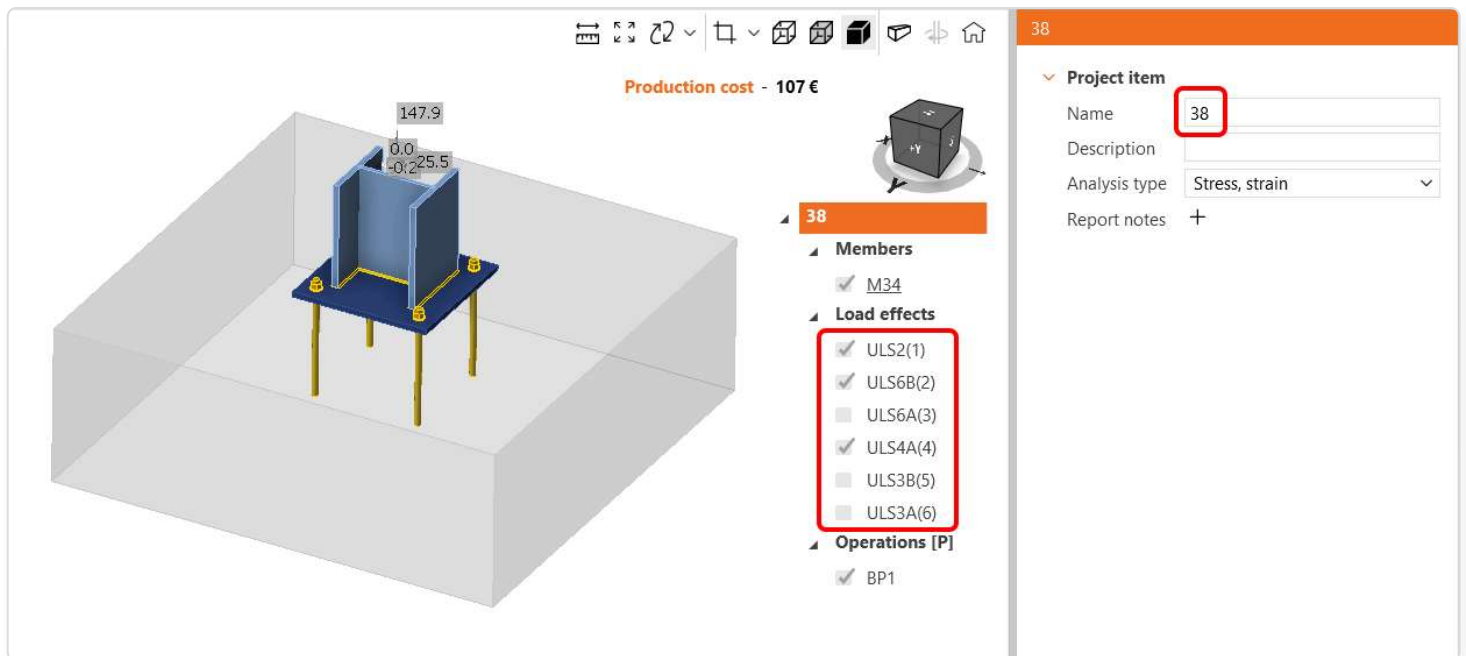 38
Production cost - 107 €
Project item
Name 38
Description
Analysis type Stress, strain
Report notes
147.9
0.0
-0.2 25.5
+Y
Y
38
Members
M34
Load effects
ULS2(1)
ULS6B(2)
ULS6A(3)
ULS4A(4)
ULS3B(5)
ULS3A(6)
Operations [P]
BP1